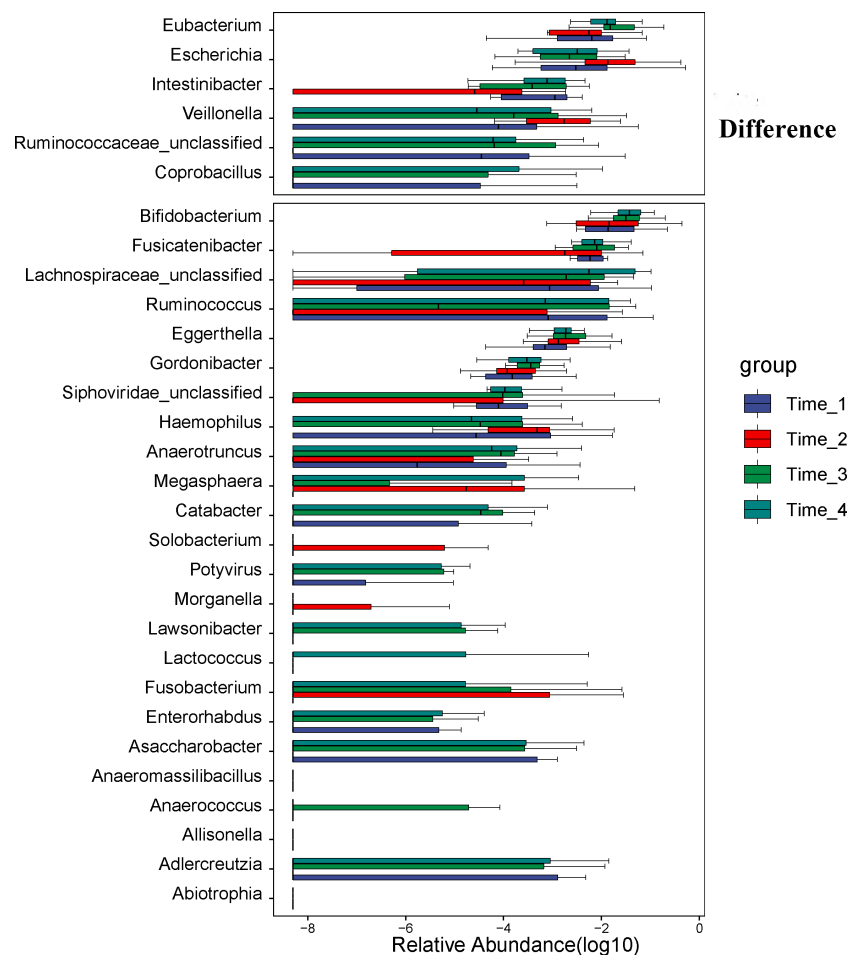 Eubacterium
Escherichia
Intestinibacter
Veillonella
Ruminococcaceae_unclassified
Coprobacillus
Difference
Bifidobacterium
Fusicatenibacter
Lachnospiraceae_unclassified
Ruminococcus
Eggerthella
Gordonibacter
Siphoviridae_unclassified
Haemophilus
Anaerotruncus
Megasphaera
Catabacter
Solobacterium
Potyvirus
Morganella
Lawsonibacter
Lactococcus
Fusobacterium
Enterorhabdus
Asaccharobacter
Anaeromassilibacillus
Anaerococcus
Allisonella
Adlercreutzia
Abiotrophia
−8 −6 −4 −2 0
Relative Abundance(log10)
group
Time_1
Time_2
Time_3
Time_4